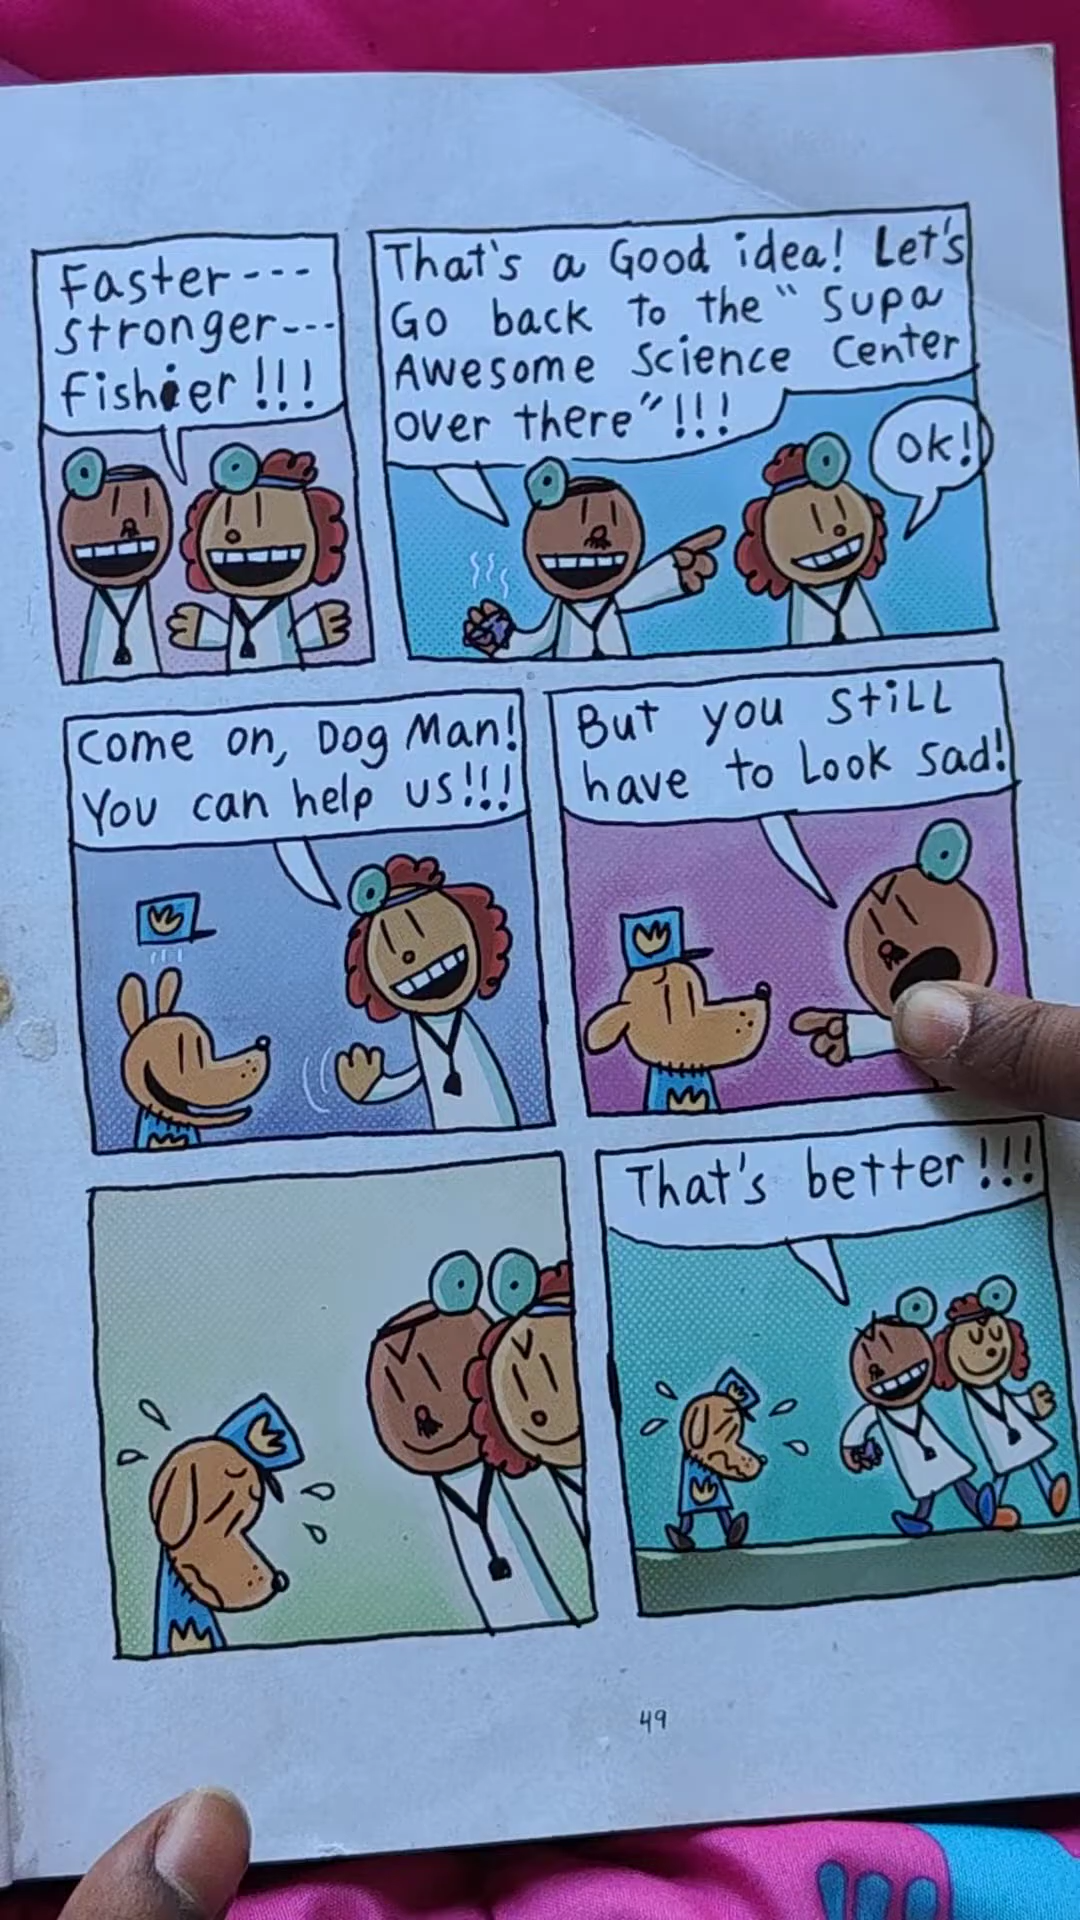 Faster---
stronger---
fishier!!!
That's a Good idea! Let's
Go back to the "Supa
Awesome Science Center
over there"!!!
OK!
Come on, Dog Man!
You can help us!!!
But you still
have to Look sad!
That's better!!!
49